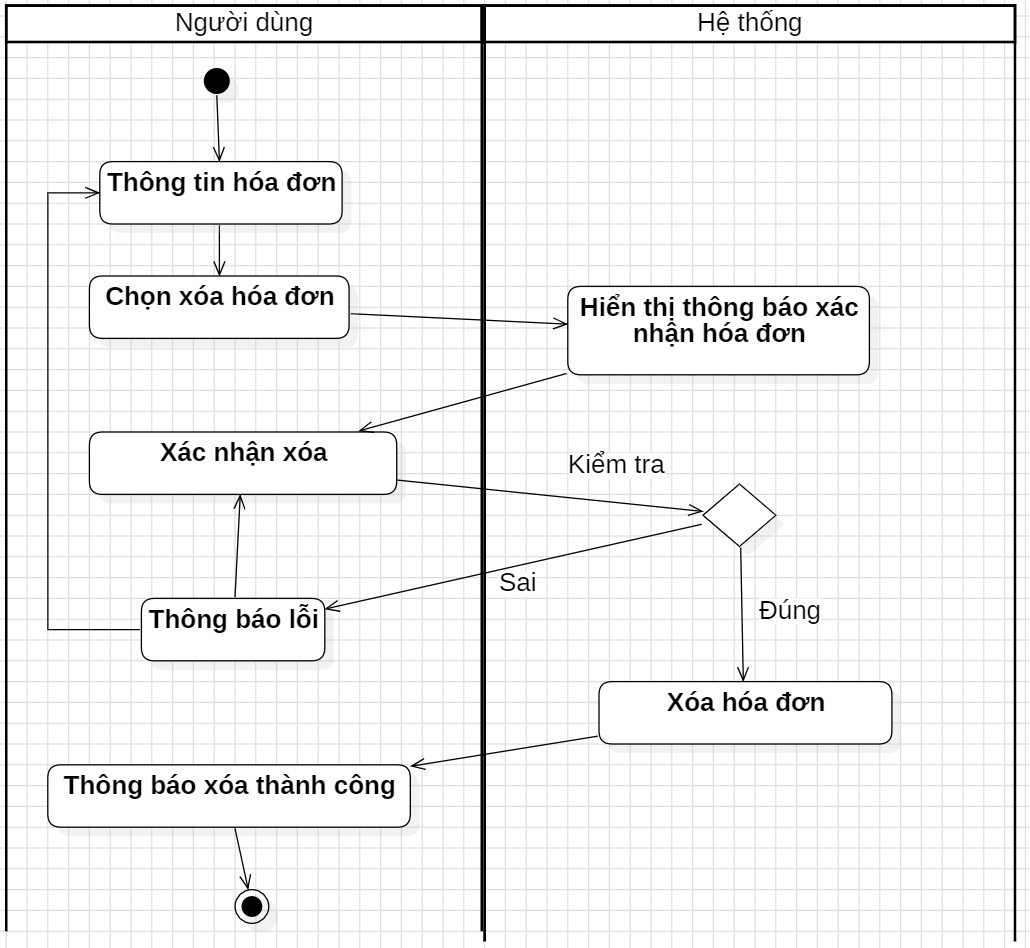 Người dùng
Hệ thống
Thông tin hóa đơn
Chọn xóa hóa đơn
Hiển thị thông báo xác
nhận hóa đơn
Xác nhận xóa
Kiểm tra
Sai
Thông báo lỗi
Đúng
Xóa hóa đơn
Thông báo xóa thành công